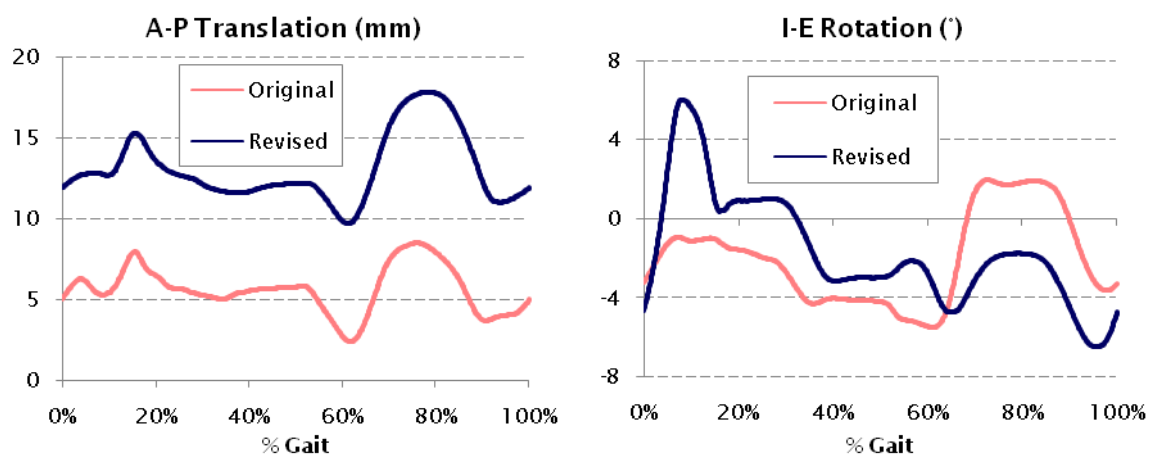 A-P Translation (mm)
20
15
10
5
0
Original
Revised
0% 20% 40% 60% 80% 100%
% Gait
I-E Rotation (°)
8
4
0
-4
-8
Original
Revised
0% 20% 40% 60% 80% 100%
% Gait